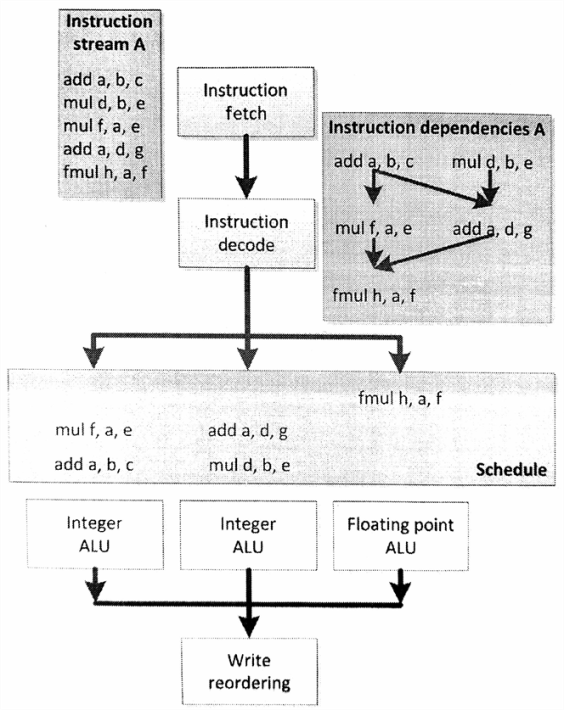 Instruction
stream A
add a, b, c
mul d, b, e
mul f, a, e
add a, d, g
fmul h, a, f
Instruction
fetch
Instruction
decode
Instruction dependencies A
add a, b, c mul d, b, e
mul f, a, e add a, d, g
fmul h, a, f
fmul h, a, f
mul f, a, e add a, d, g
add a, b, c mul d, b, e
Schedule
Integer
ALU
Integer
ALU
Floating point
ALU
Write
reordering